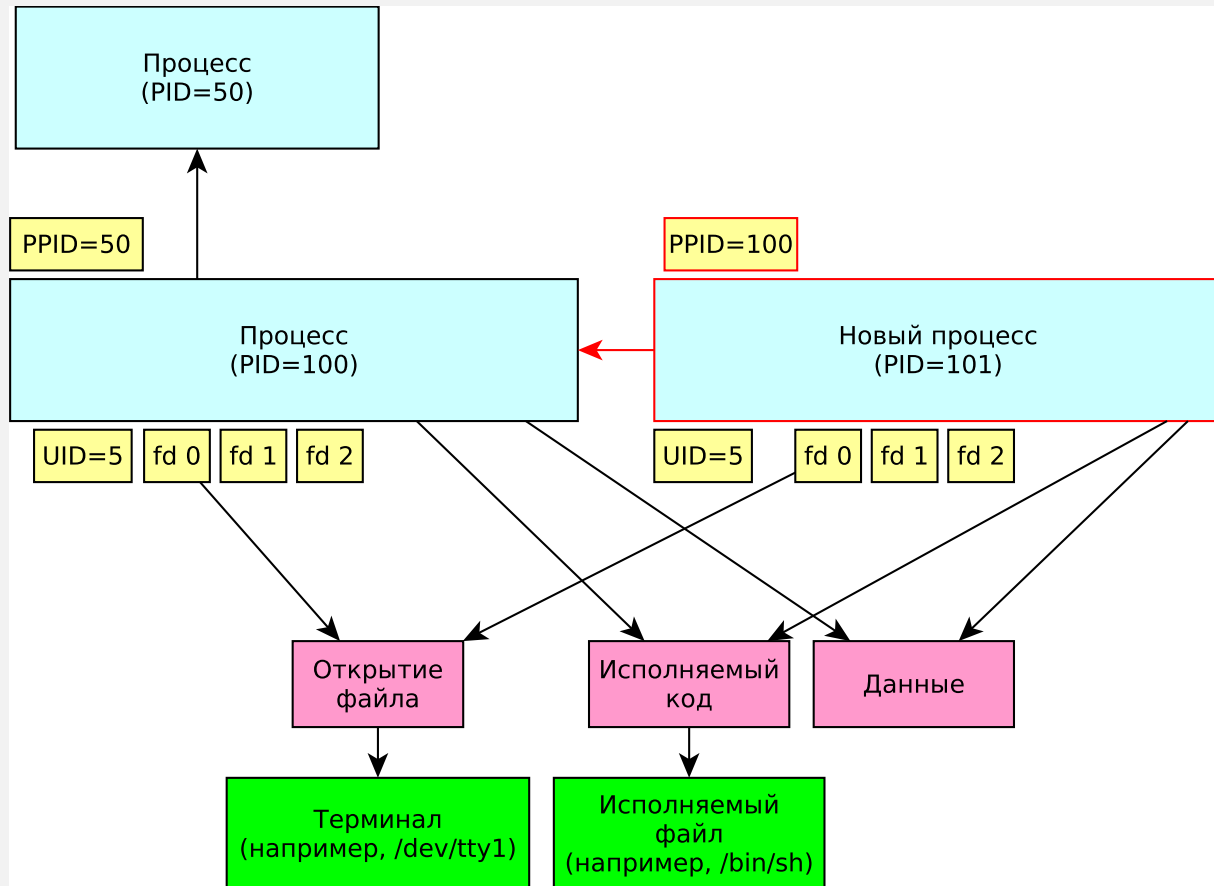 Процесс
(PID=50)
PPID=50
PPID=100
Процесс
(PID=100)
Новый процесс
(PID=101)
UID=5
fd 0
fd 1
fd 2
UID=5
fd 0
fd 1
fd 2
Открытие
файла
Исполняемый
код
Данные
Терминал
(например, /dev/tty1)
Исполняемый
файл
(например, /bin/sh)